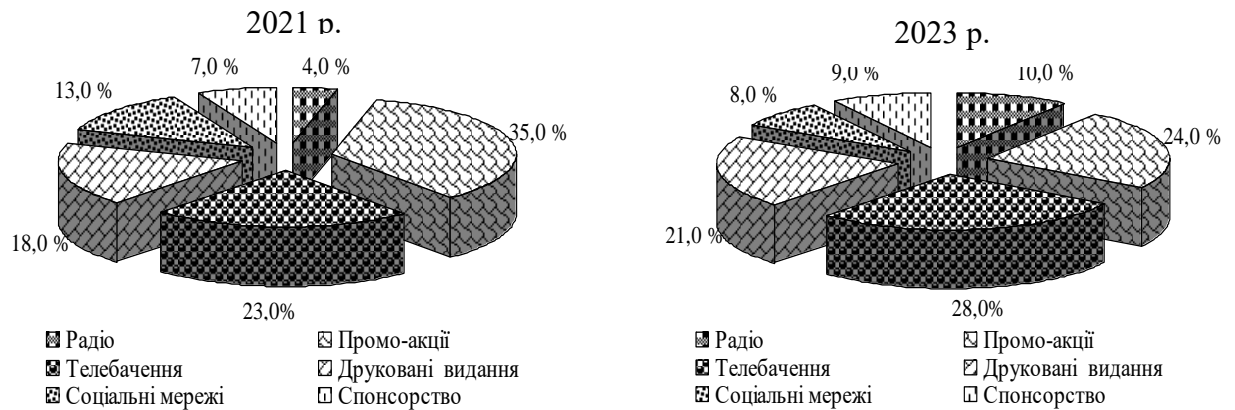 2021 р.
7,0 %
4,0 %
13,0 %
35,0 %
18,0 %
23,0%
Радіо
Промо-акції
Телебачення
Друковані видання
Соціальні мережі
Спонсорство
2023 р.
9,0 %
10,0 %
8,0 %
24,0 %
21,0 %
28,0%
Радіо
Промо-акції
Телебачення
Друковані видання
Соціальні мережі
Спонсорство